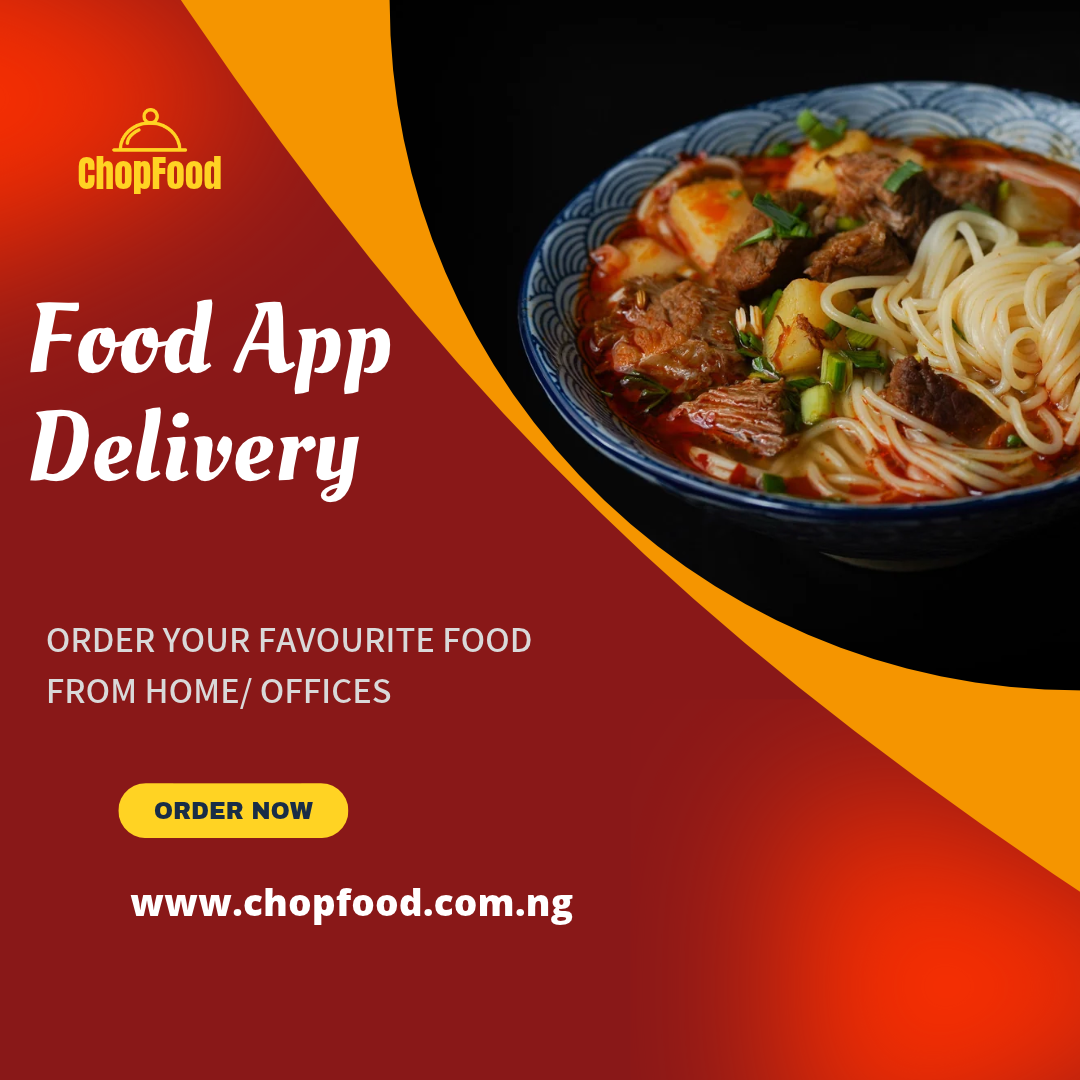 ChopFood
Food App
Delivery
ORDER YOUR FAVOURITE FOOD
FROM HOME/ OFFICES
ORDER NOW
www.chopfood.com.ng